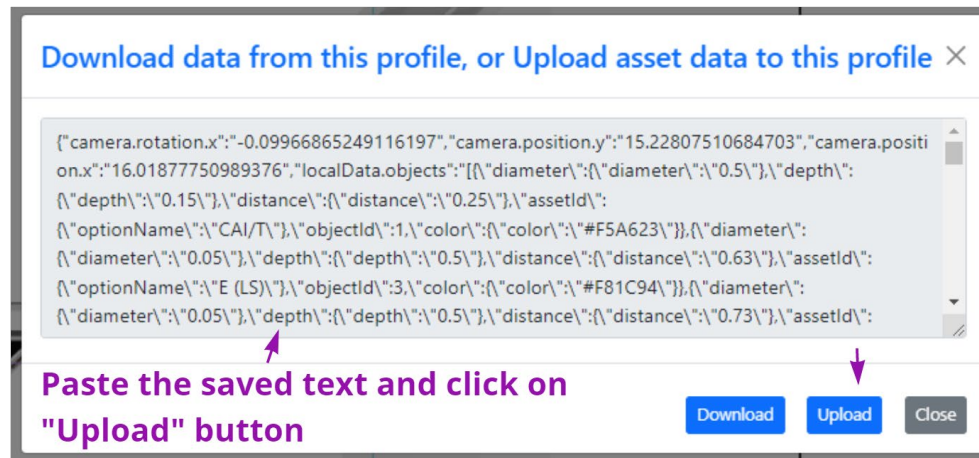 Download data from this profile, or Upload asset data to this profile
{"camera.rotation.x":"-0.09966865249116197","camera.position.y":"15.22807510684703","camera.positi
on.x":"16.01877750989376","localData.objects":"[[{\"diameter\":{\"diameter\":\"0.5\"},\"depth\":
{\"depth\":\"0.15\"},\"distance\":{\"distance\":\"0.25\"},\"assetId\":
{\"optionName\":\"CAI/T\"},\"objectId\":1,\"color\":{\"color\":\"#F5A623\"}},{\"diameter\":
{\"diameter\":\"0.05\"},\"depth\":{\"depth\":\"0.5\"},\"distance\":{\"distance\":\"0.63\"},\"assetId\":
{\"optionName\":\"E (LS)\"},\"objectId\":3,\"color\":{\"color\":\"#F81C94\"}},{\"diameter\":
{\"diameter\":\"0.05\"},\"depth\":{\"depth\":\"0.5\"},\"distance\":{\"distance\":\"0.73\"},\"assetId\":
Paste the saved text and click on
"Upload" button
Download Upload Close